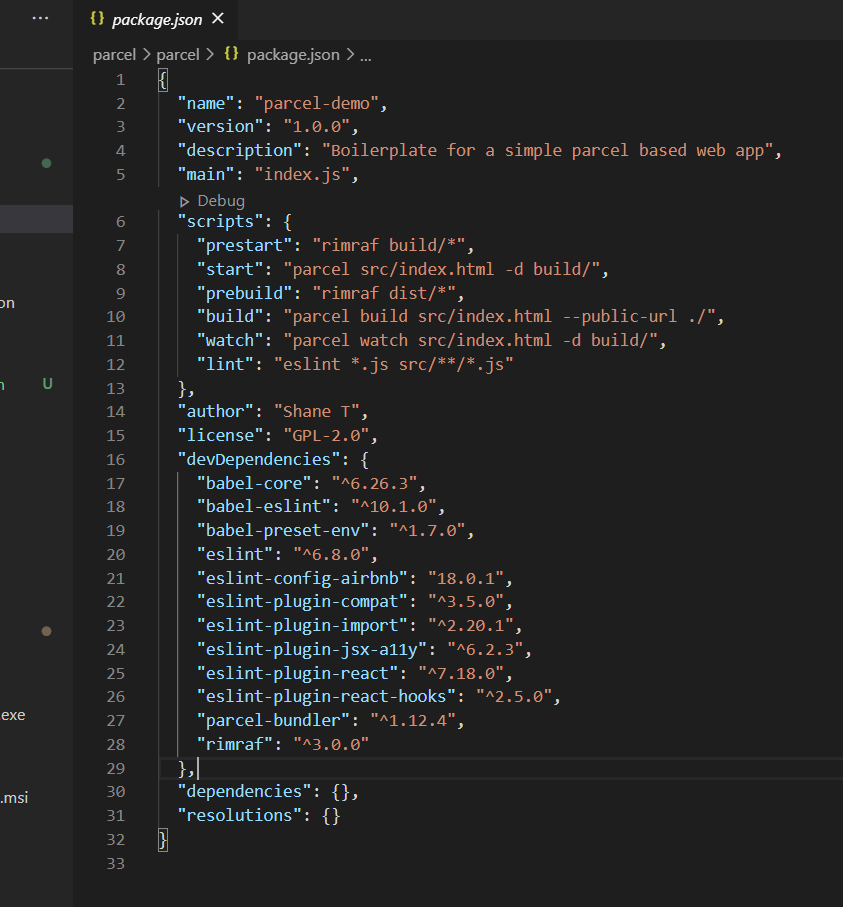 ··· {} package.json ×
parcel > parcel > {} package.json > ...
1 {
2 "name": "parcel-demo",
3 "version": "1.0.0",
4 "description": "Boilerplate for a simple parcel based web app",
5 "main": "index.js",
Debug
6 "scripts": {
7 "prestart": "rimraf build/*",
8 "start": "parcel src/index.html -d build/",
9 "prebuild": "rimraf dist/*",
10 "build": "parcel build src/index.html --public-url ./",
11 "watch": "parcel watch src/index.html -d build/",
12 "lint": "eslint *.js src/**/*.js"
13 },
14 "author": "Shane T",
15 "license": "GPL-2.0",
16 "devDependencies": {
17 "babel-core": "^6.26.3",
18 "babel-eslint": "^10.1.0",
19 "babel-preset-env": "^1.7.0",
20 "eslint": "^6.8.0",
21 "eslint-config-airbnb": "18.0.1",
22 "eslint-plugin-compat": "^3.5.0",
23 "eslint-plugin-import": "^2.20.1",
24 "eslint-plugin-jsx-a11y": "^6.2.3",
25 "eslint-plugin-react": "^7.18.0",
26 "eslint-plugin-react-hooks": "^2.5.0",
27 "parcel-bundler": "^1.12.4",
28 "rimraf": "^3.0.0"
29 },
30 "dependencies": {},
31 "resolutions": {}
32 }
33
on
U
.exe
.msi